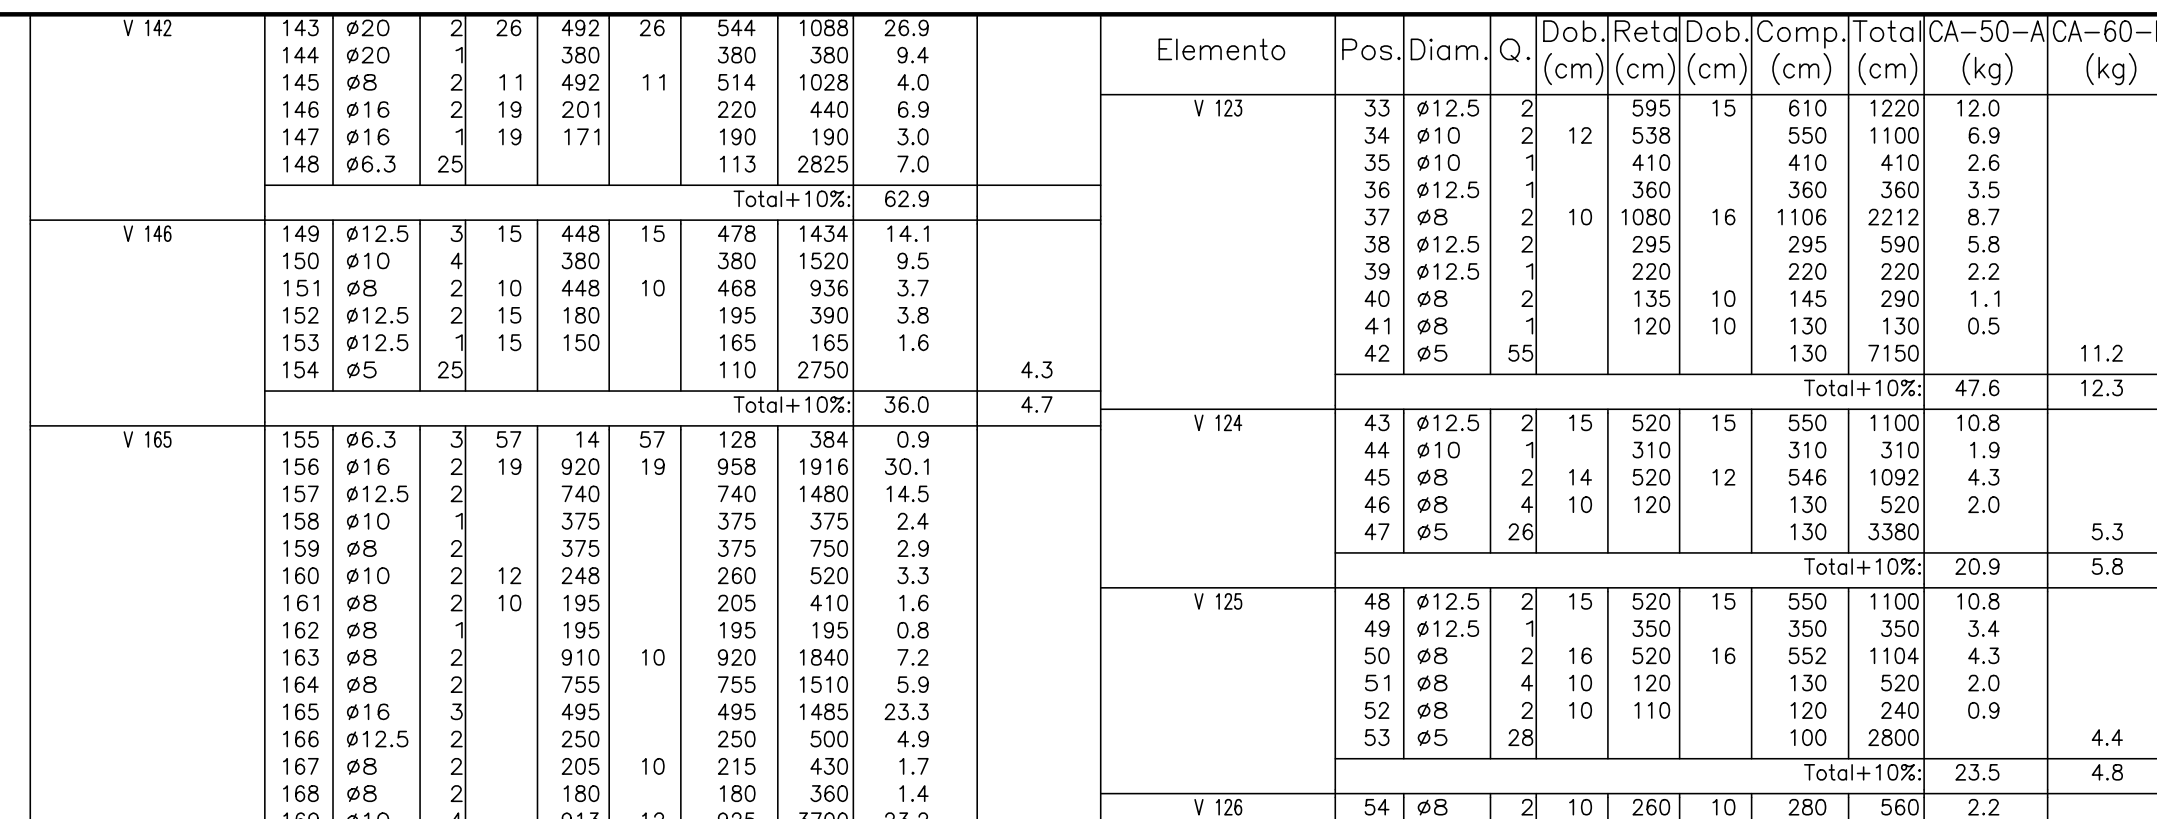 V 142 143 ø20 2 26 492 26 544 1088 26.9
144 ø20 1 380 380 380 9.4
145 ø8 2 11 492 11 514 1028 4.0
146 ø16 2 19 201 220 440 6.9
147 ø16 1 19 171 190 190 3.0
148 ø6.3 25 113 2825 7.0
Total+10%: 62.9
V 146 149 ø12.5 3 15 448 15 478 1434 14.1
150 ø10 4 380 380 1520 9.5
151 ø8 2 10 448 10 468 936 3.7
152 ø12.5 2 15 180 195 390 3.8
153 ø12.5 1 15 150 165 165 1.6
154 ø5 25 110 2750 4.3
Total+10%: 36.0 4.7
V 165 155 ø6.3 3 57 14 57 128 384 0.9
156 ø16 2 19 920 19 958 1916 30.1
157 ø12.5 2 740 740 1480 14.5
158 ø10 1 375 375 375 2.4
159 ø8 2 375 375 750 2.9
160 ø10 2 12 248 260 520 3.3
161 ø8 2 10 195 205 410 1.6
162 ø8 1 195 195 195 0.8
163 ø8 2 910 10 920 1840 7.2
164 ø8 2 755 755 1510 5.9
165 ø16 3 495 495 1485 23.3
166 ø12.5 2 250 250 500 4.9
167 ø8 2 205 10 215 430 1.7
168 ø8 2 180 180 360 1.4
Elemento Pos. Diam. Q. Dob. Reta Dob. Comp. Total CA-50-A CA-60-
(cm) (cm) (cm) (cm) (cm) (kg) (kg)
V 123 33 ø12.5 2 595 15 610 1220 12.0
34 ø10 2 12 538 550 1100 6.9
35 ø10 1 410 410 410 2.6
36 ø12.5 1 360 360 360 3.5
37 ø8 2 10 1080 16 1106 2212 8.7
38 ø12.5 2 295 295 590 5.8
39 ø12.5 1 220 220 220 2.2
40 ø8 2 135 10 145 290 1.1
41 ø8 1 120 10 130 130 0.5
42 ø5 55 130 7150 11.2
Total+10%: 47.6 12.3
V 124 43 ø12.5 2 15 520 15 550 1100 10.8
44 ø10 1 310 310 310 1.9
45 ø8 2 14 520 12 546 1092 4.3
46 ø8 4 10 120 130 520 2.0
47 ø5 26 130 3380 5.3
Total+10%: 20.9 5.8
V 125 48 ø12.5 2 15 520 15 550 1100 10.8
49 ø12.5 1 350 350 350 3.4
50 ø8 2 16 520 16 552 1104 4.3
51 ø8 4 10 120 130 520 2.0
52 ø8 2 10 110 120 240 0.9
53 ø5 28 100 2800 4.4
Total+10%: 23.5 4.8
V 126 54 ø8 2 10 260 10 280 560 2.2